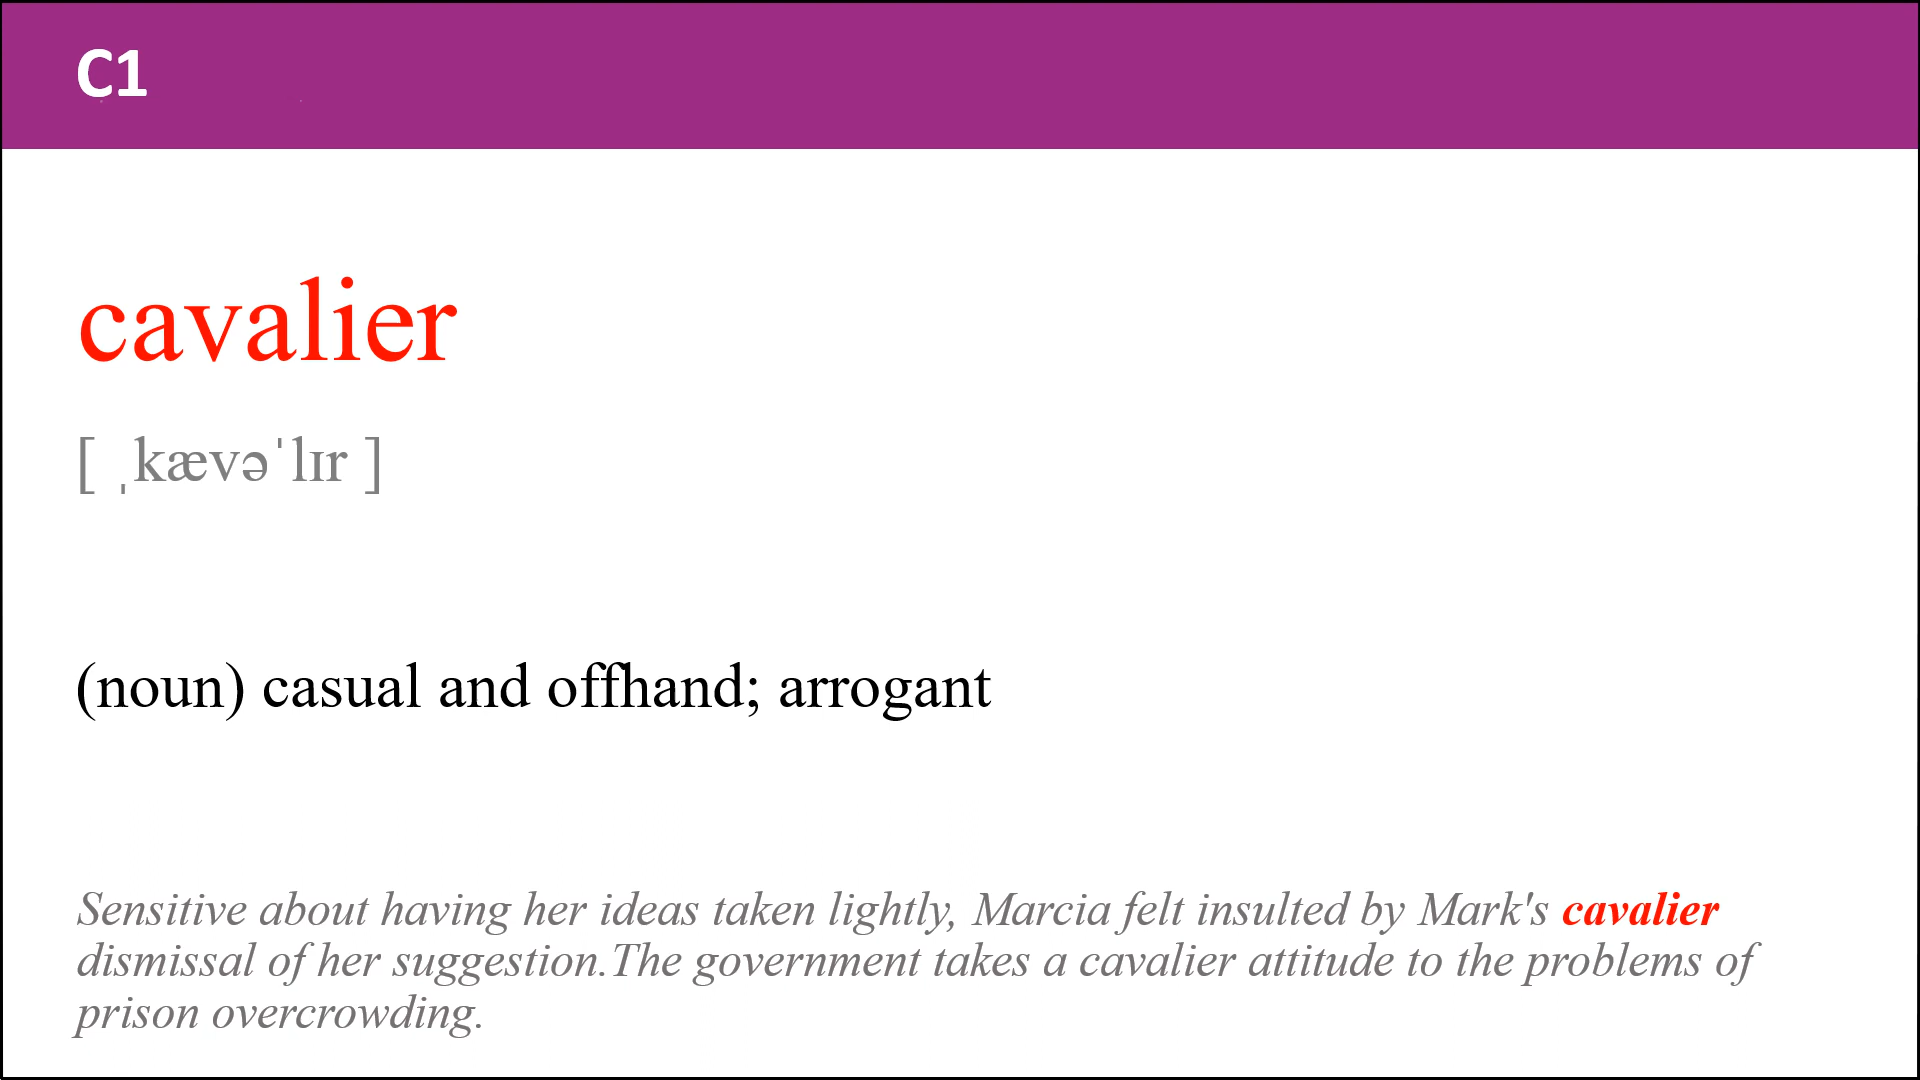 C1
cavalier
[ ˌkævəˈlɪr ]
(noun) casual and offhand; arrogant
Sensitive about having her ideas taken lightly, Marcia felt insulted by Mark's cavalier
dismissal of her suggestion.The government takes a cavalier attitude to the problems of
prison overcrowding.